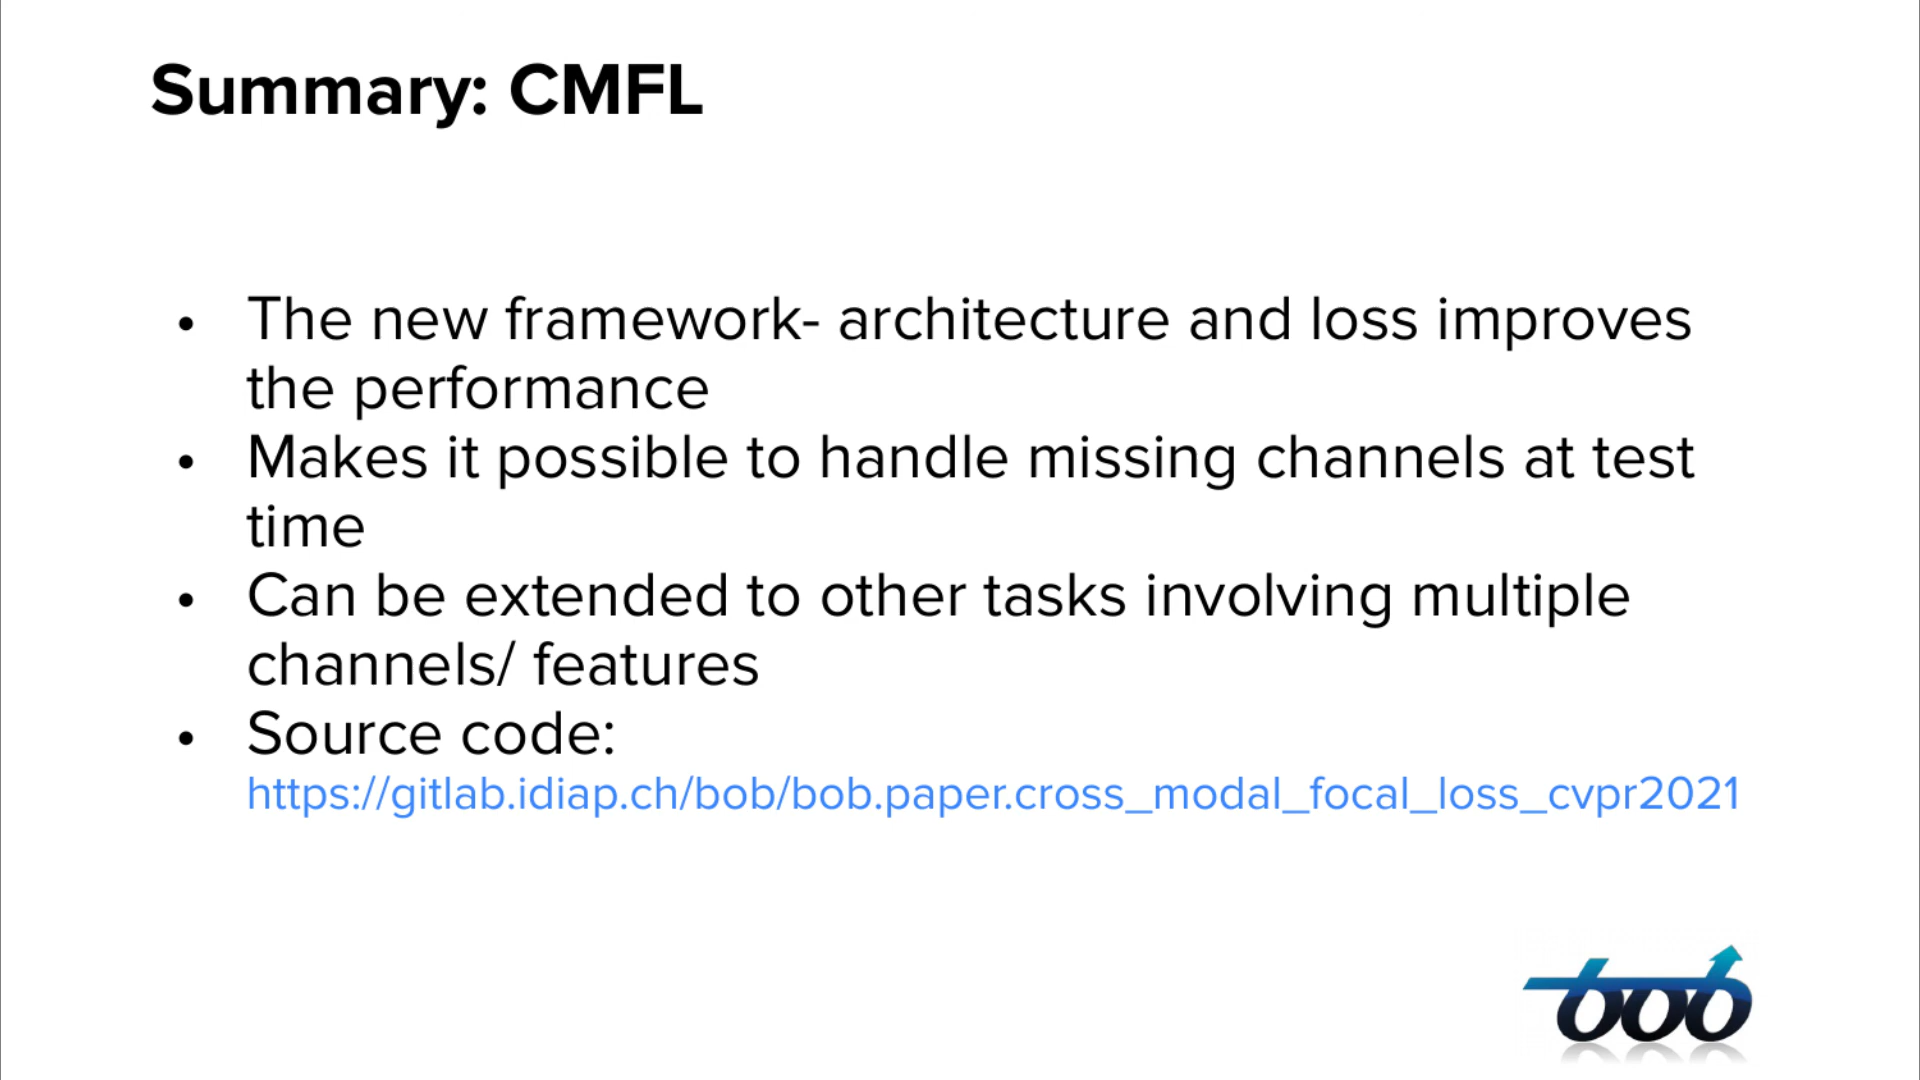 Summary: CMFL
• The new framework- architecture and loss improves
the performance
• Makes it possible to handle missing channels at test
time
• Can be extended to other tasks involving multiple
channels/ features
• Source code:
https://gitlab.idiap.ch/bob/bob.paper.cross_modal_focal_loss_cvpr2021
bob